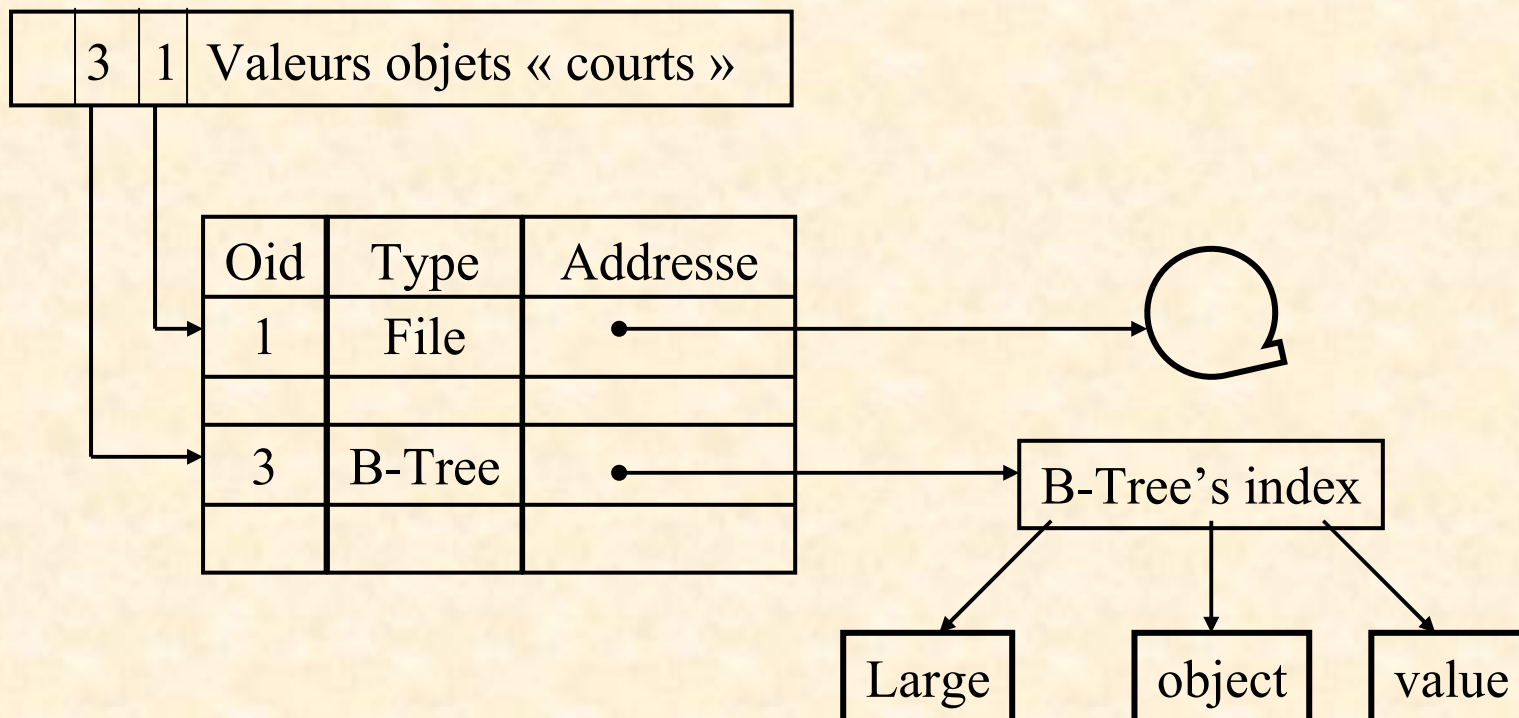 3 1 Valeurs objets « courts »
Oid Type Addresse
1 File
3 B-Tree
B-Tree’s index
Large object value